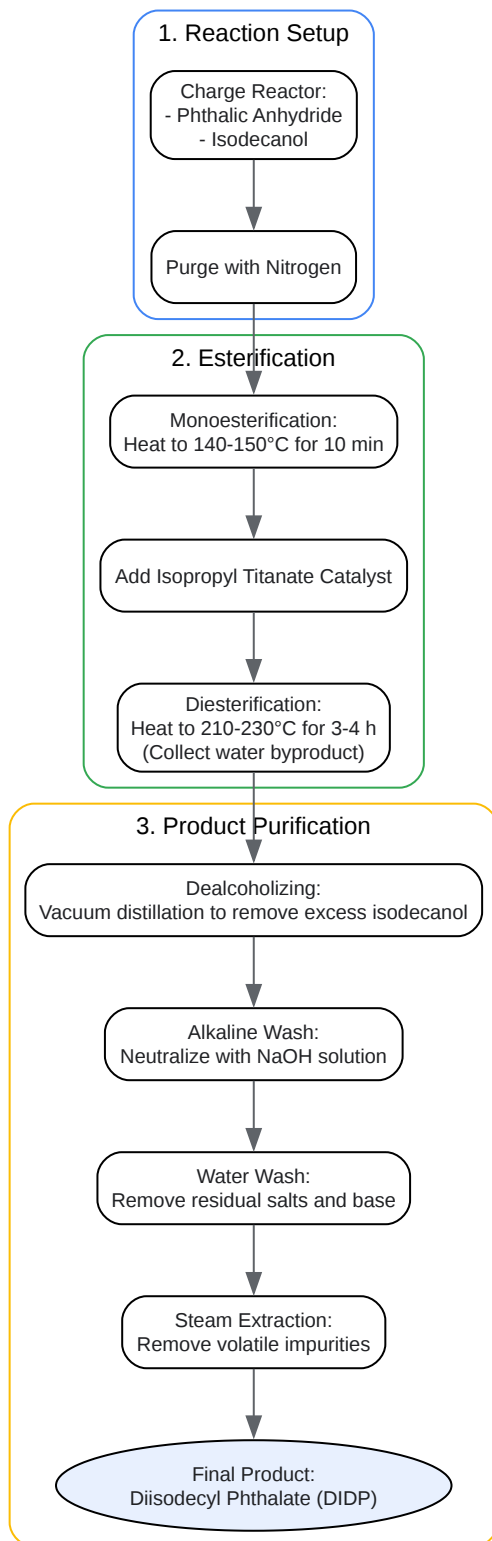 1. Reaction Setup
Charge Reactor:
- Phthalic Anhydride
- Isodecanol
Purge with Nitrogen
2. Esterification
Monoesterification:
Heat to 140-150°C for 10 min
Add Isopropyl Titanate Catalyst
Diesterification:
Heat to 210-230°C for 3-4 h
(Collect water byproduct)
3. Product Purification
Dealcoholizing:
Vacuum distillation to remove excess isodecanol
Alkaline Wash:
Neutralize with NaOH solution
Water Wash:
Remove residual salts and base
Steam Extraction:
Remove volatile impurities
Final Product:
Diisodecyl Phthalate (DIDP)